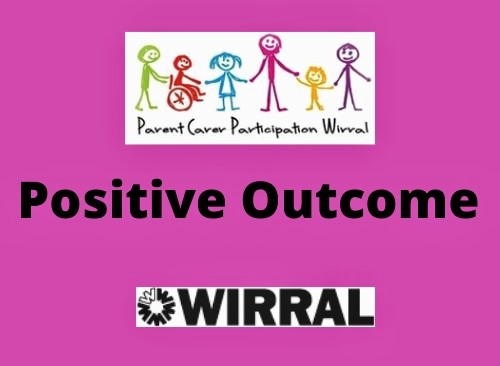 Parent Carer Participation Wirral
Positive Outcome
WIRRAL